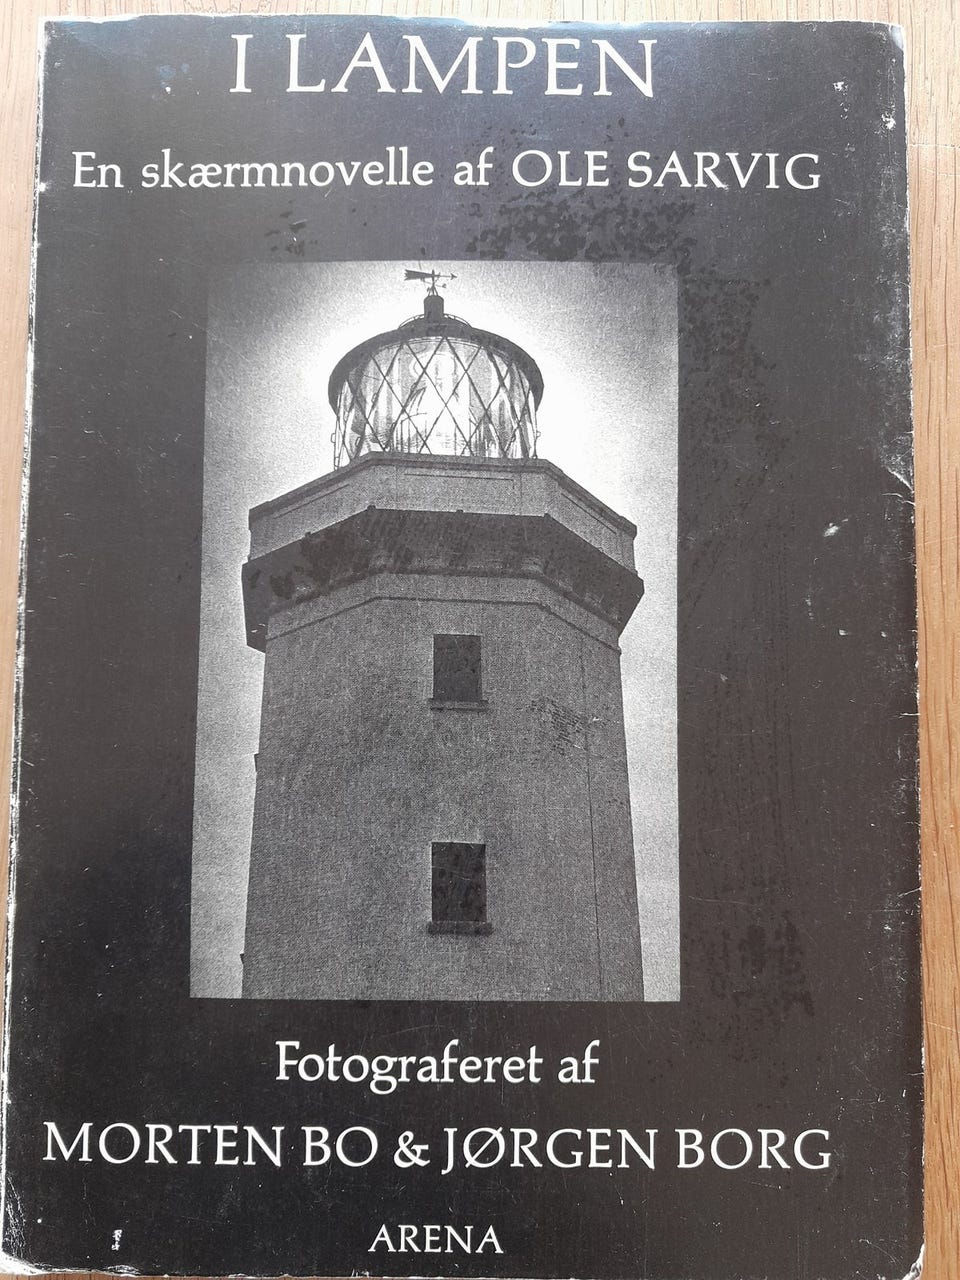 I LAMPEN
En skærmnovelle af OLE SARVIG
Fotograferet af
MORTEN BO & JØRGEN BORG
ARENA